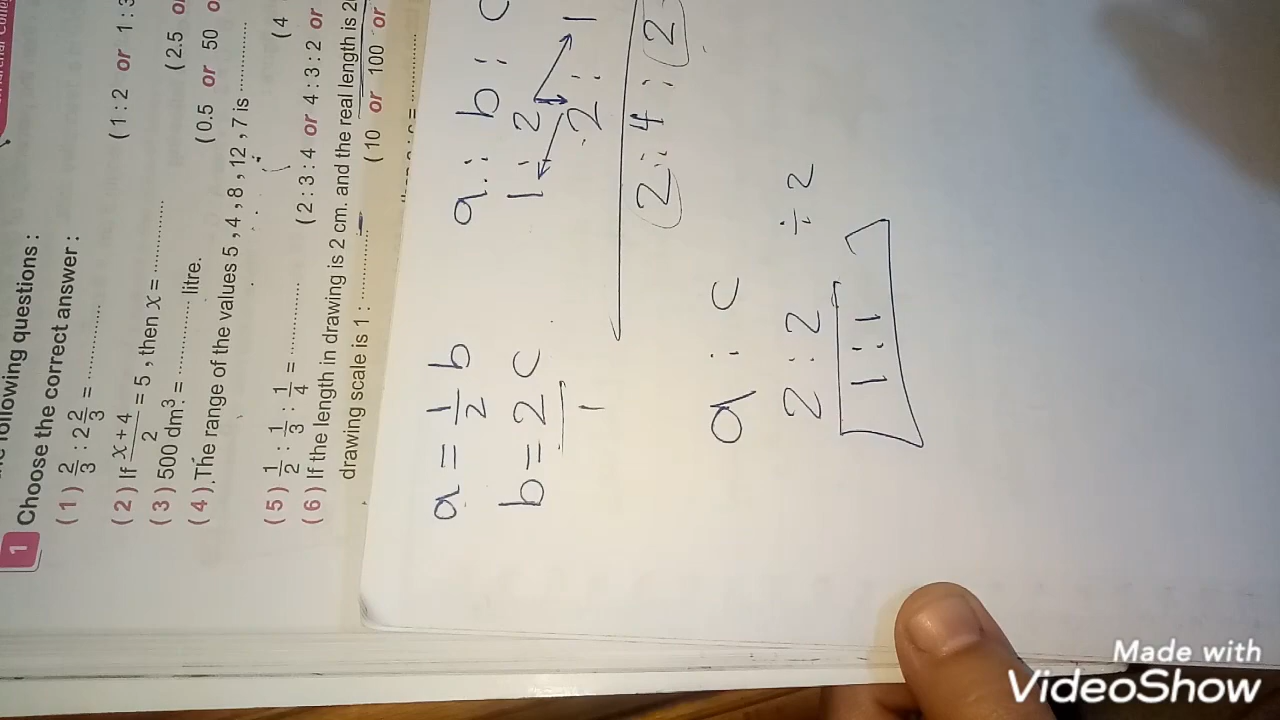 following questions :
1 Choose the correct answer :
(1) 2/3 : 2 2/3 = ............ (1 : 2 or 1 : 3
(2) If x + 4/2 = 5 , then x = ............ (2.5 or
(3) 500 dm³. = ............ litre. (0.5 or 50 o
(4) The range of the values 5 , 4 , 8 , 12 , 7 is ............ (4
(5) 1/2 : 1/3 : 1/4 = ............ (2 : 3 : 4 or 4 : 3 : 2 or
(6) If the length in drawing is 2 cm. and the real length is 2
drawing scale is 1 : ............ (10 or 100 or
a = 1/2 b a : b : c
b = 2 c 1 : 2
1 2 : 1
2 : 4 : 2
a : c
2 : 2 ÷ 2
1 : 1
Made with
VideoShow